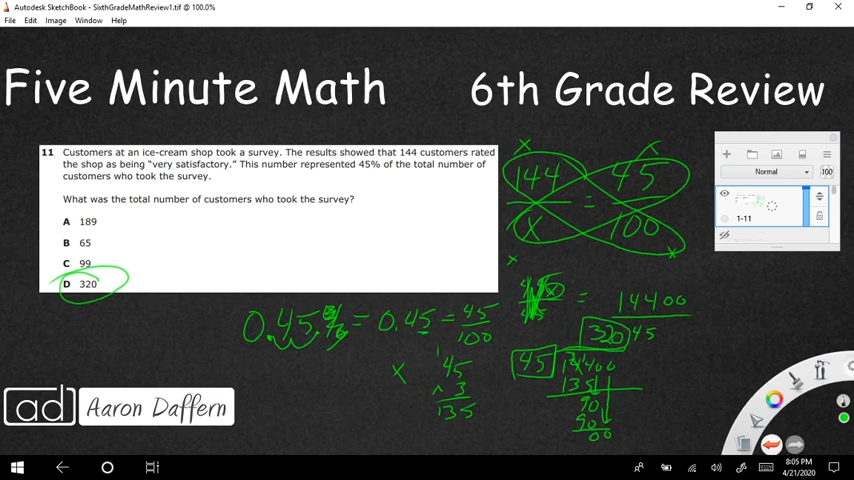 Autodesk SketchBook - SixthGradeMathReview1.tif @ 100.0%
File Edit Image Window Help
Five Minute Math
6th Grade Review
11 Customers at an ice-cream shop took a survey. The results showed that 144 customers rated
the shop as being “very satisfactory.” This number represented 45% of the total number of
customers who took the survey.
What was the total number of customers who took the survey?
A 189
B 65
C 99
D 320
x x
144 = 45
x 100
x x
Normal 100
1-11
0.45 = 0.45 = 45
100
= 14400
45
320
45 14400
135
90
90
00
x 1
45
x 3
135
ad Aaron Daffern
8:05 PM
4/21/2020